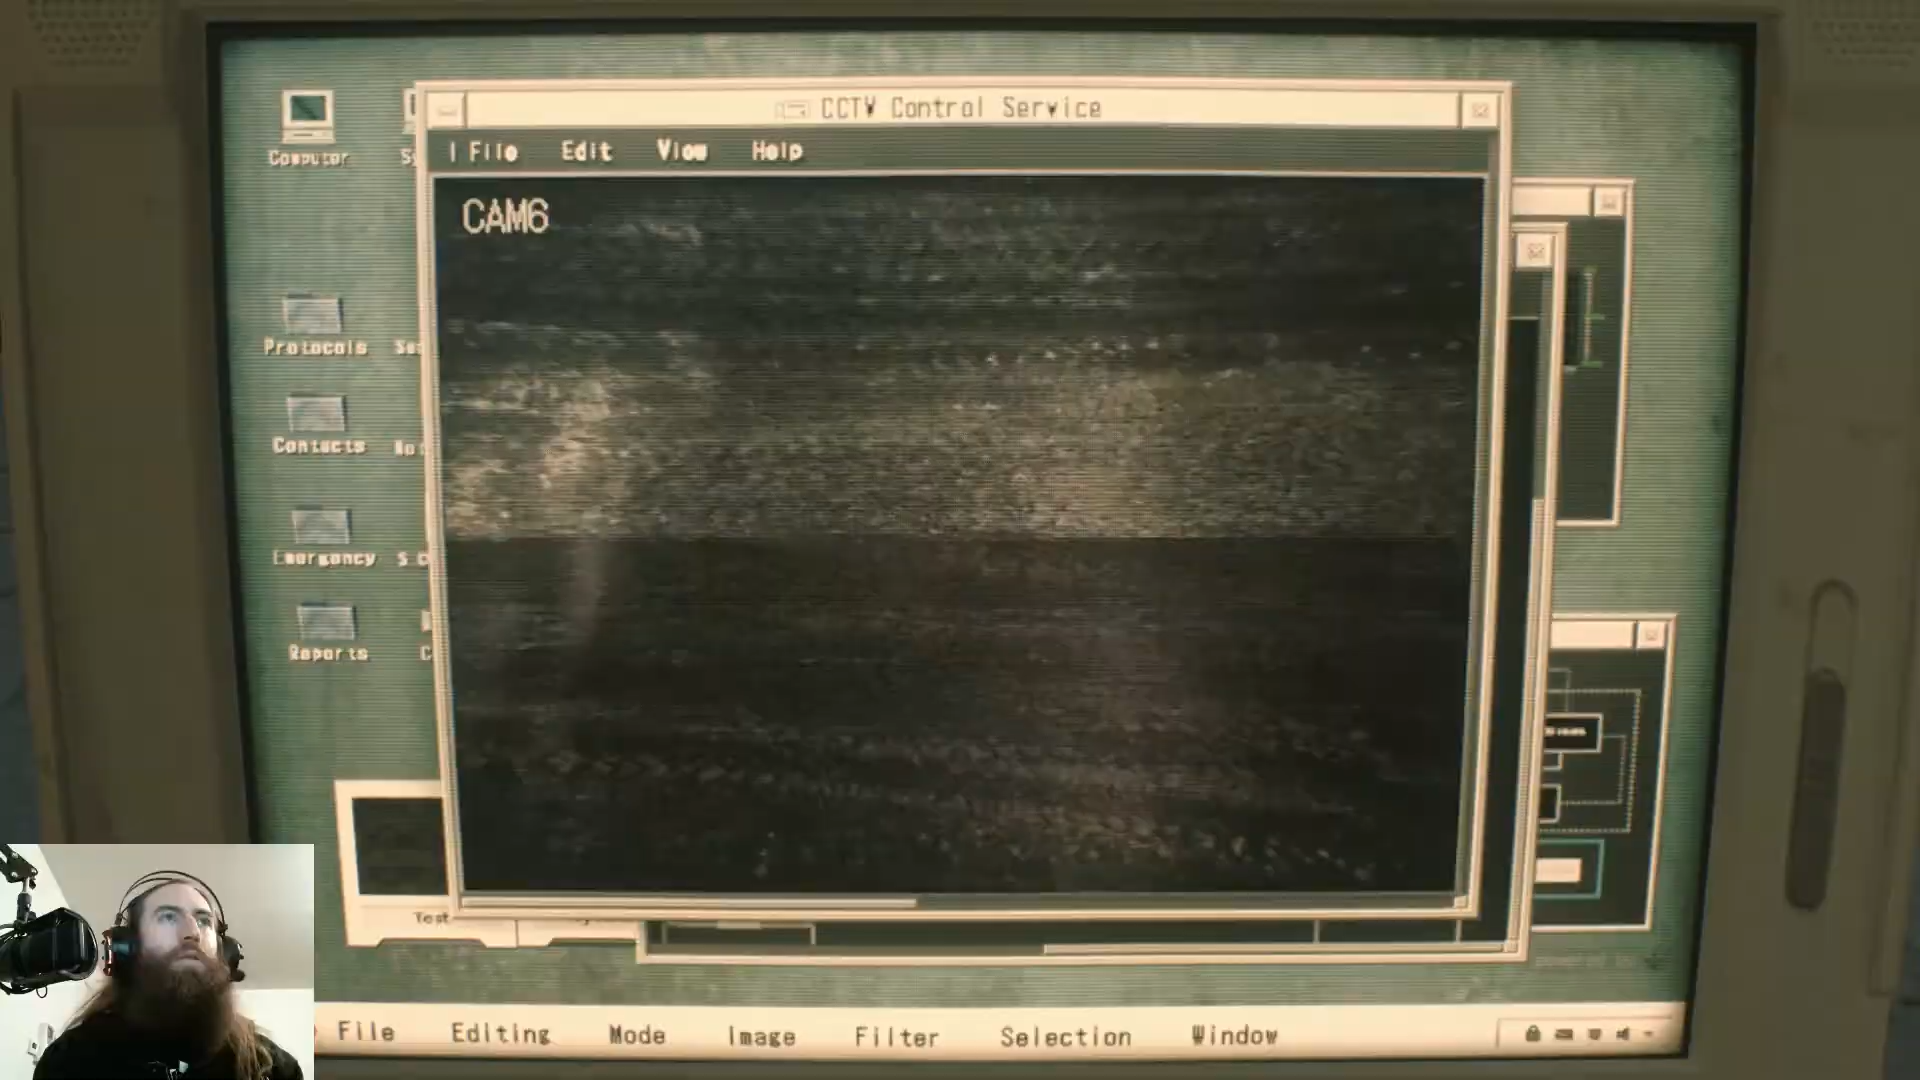 CCTV Control Service
File Edit View Help
CAM6
Computer
Protocols
Contacts
Emergency
Reports
Test
File Editing Mode Image Filter Selection Window